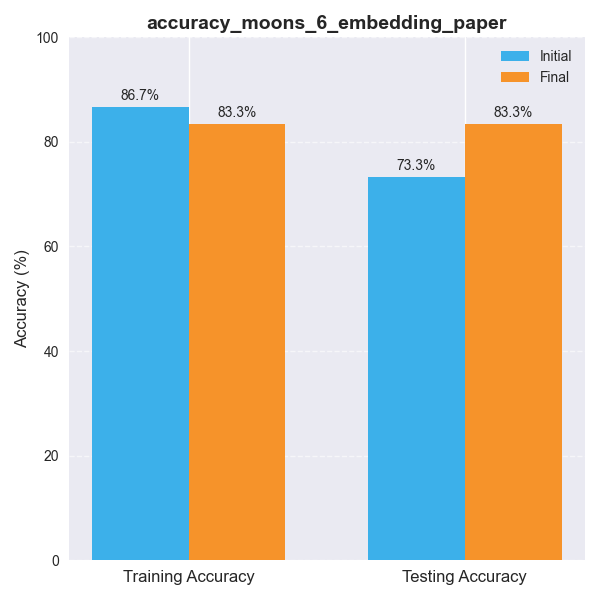 accuracy_moons_6_embedding_paper
100
80
60
40
20
0
Accuracy (%)
Initial
Final
86.7%
83.3%
73.3%
83.3%
Training Accuracy
Testing Accuracy